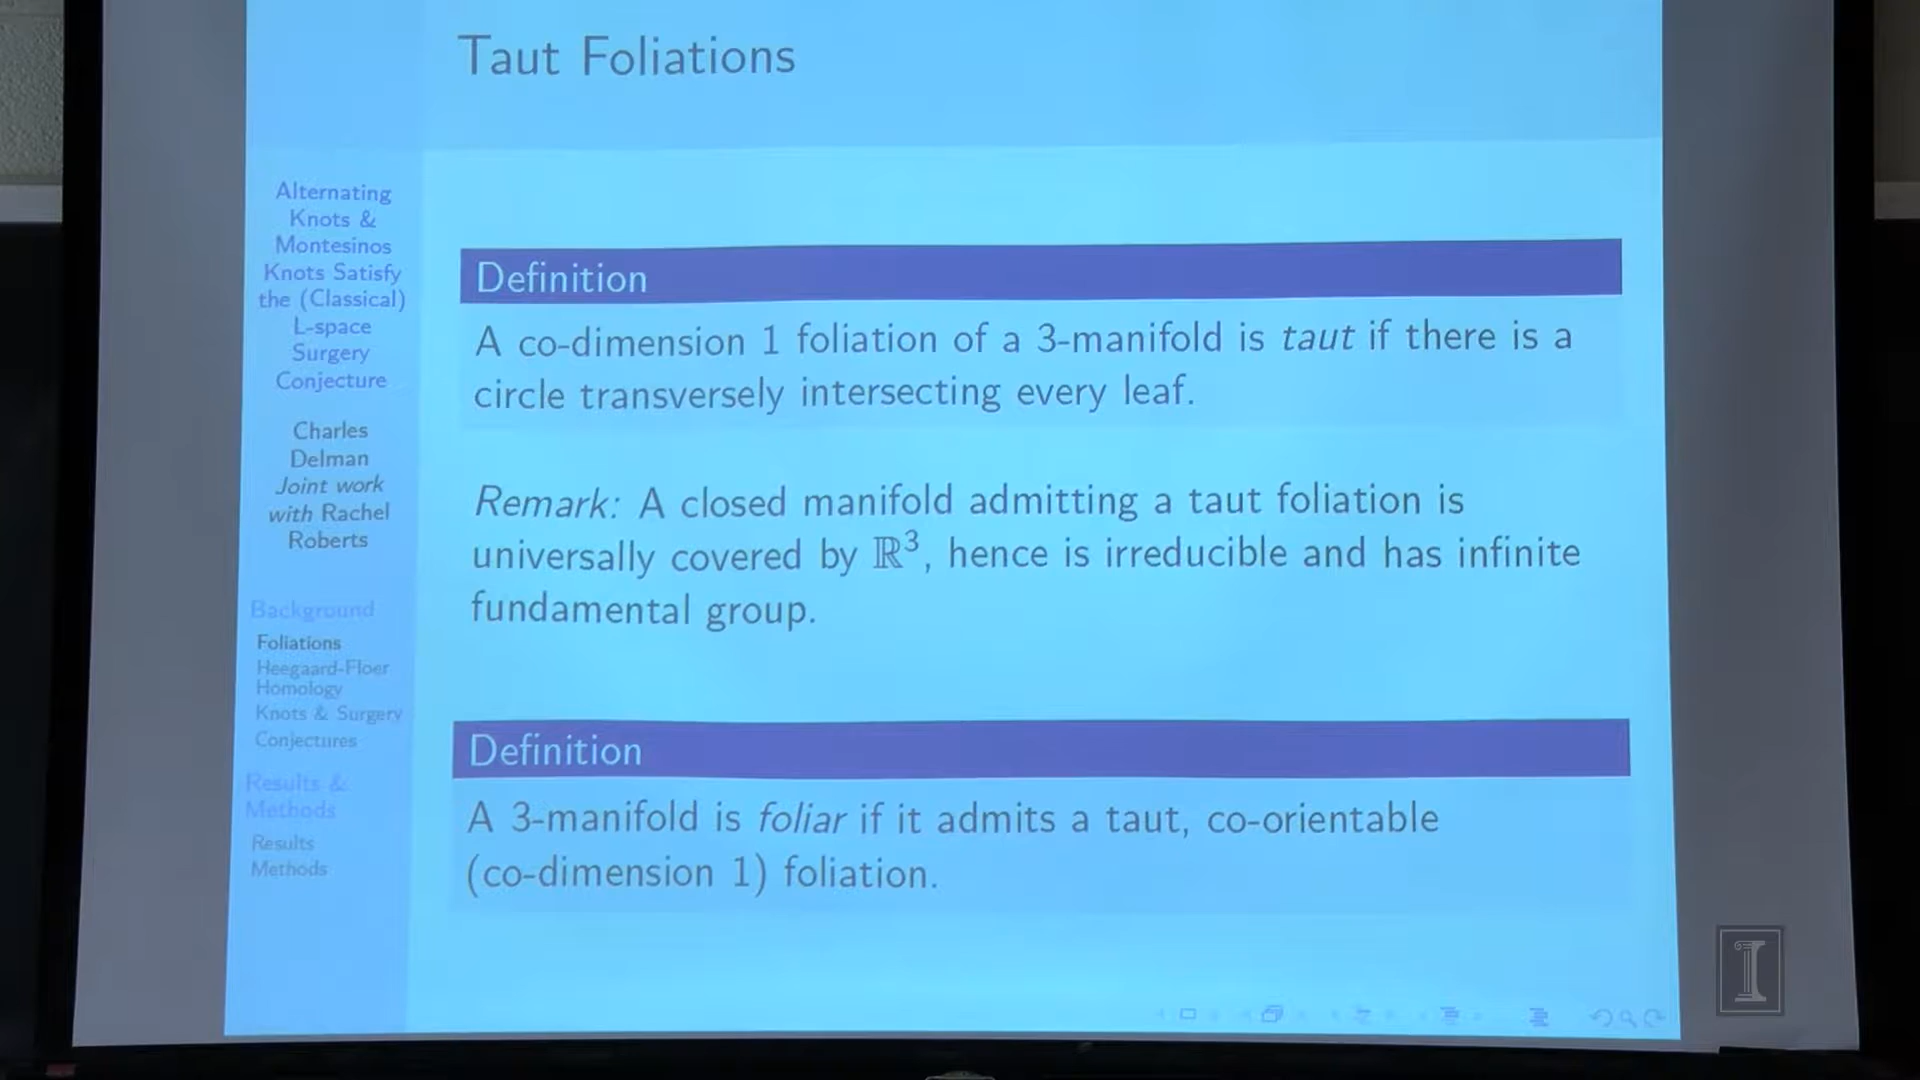 Taut Foliations
Alternating
Knots &
Montesinos
Knots Satisfy
the (Classical)
L-space
Surgery
Conjecture
Charles
Delman
Joint work
with Rachel
Roberts
Background
Foliations
Heegaard-Floer
Homology
Knots & Surgery
Conjectures
Results &
Methods
Results
Methods
Definition
A co-dimension 1 foliation of a 3-manifold is taut if there is a
circle transversely intersecting every leaf.
Remark: A closed manifold admitting a taut foliation is
universally covered by ℝ³, hence is irreducible and has infinite
fundamental group.
Definition
A 3-manifold is foliar if it admits a taut, co-orientable
(co-dimension 1) foliation.
I